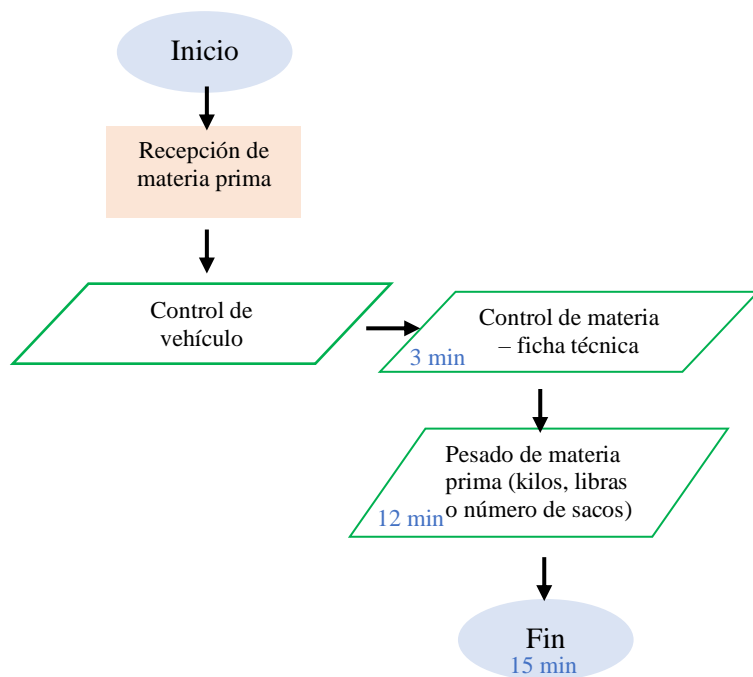 Inicio
Recepción de
materia prima
Control de
vehículo
Control de materia
– ficha técnica
3 min
Pesado de materia
prima (kilos, libras
o número de sacos)
12 min
Fin
15 min